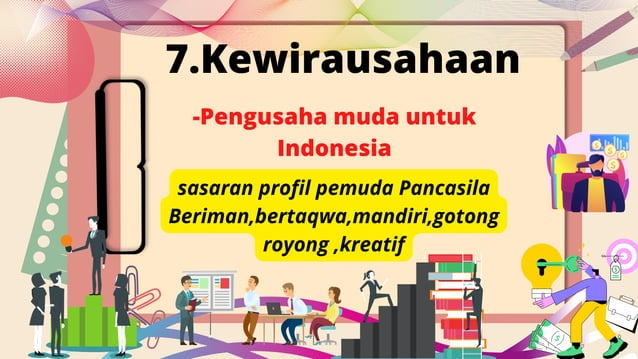 7.Kewirausahaan
-Pengusaha muda untuk
Indonesia
sasaran profil pemuda Pancasila
Beriman,bertaqwa,mandiri,gotong
royong ,kreatif